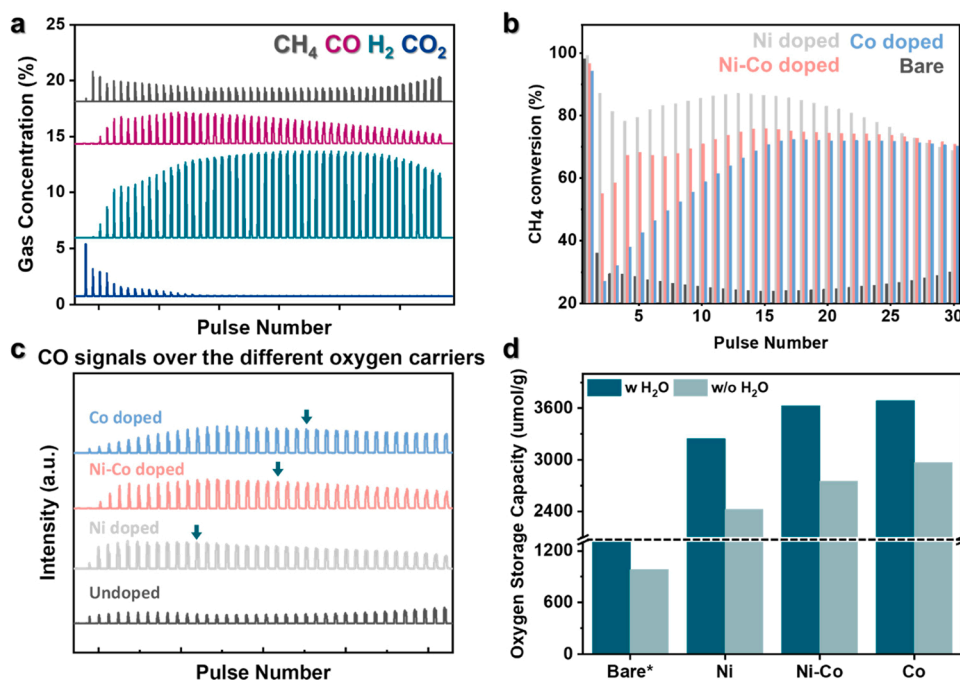 a
CH4 CO H2 CO2
Gas Concentration (%)
25
20
15
10
5
0
Pulse Number
b
Ni doped Co doped
Ni-Co doped Bare
CH4 conversion (%)
100
80
60
40
20
5 10 15 20 25 30
Pulse Number
c
CO signals over the different oxygen carriers
Co doped
Ni-Co doped
Ni doped
Undoped
Intensity (a.u.)
Pulse Number
d
w H2O w/o H2O
Oxygen Storage Capacity (umol/g)
3600
3000
2400
1200
600
0
Bare* Ni Ni-Co Co